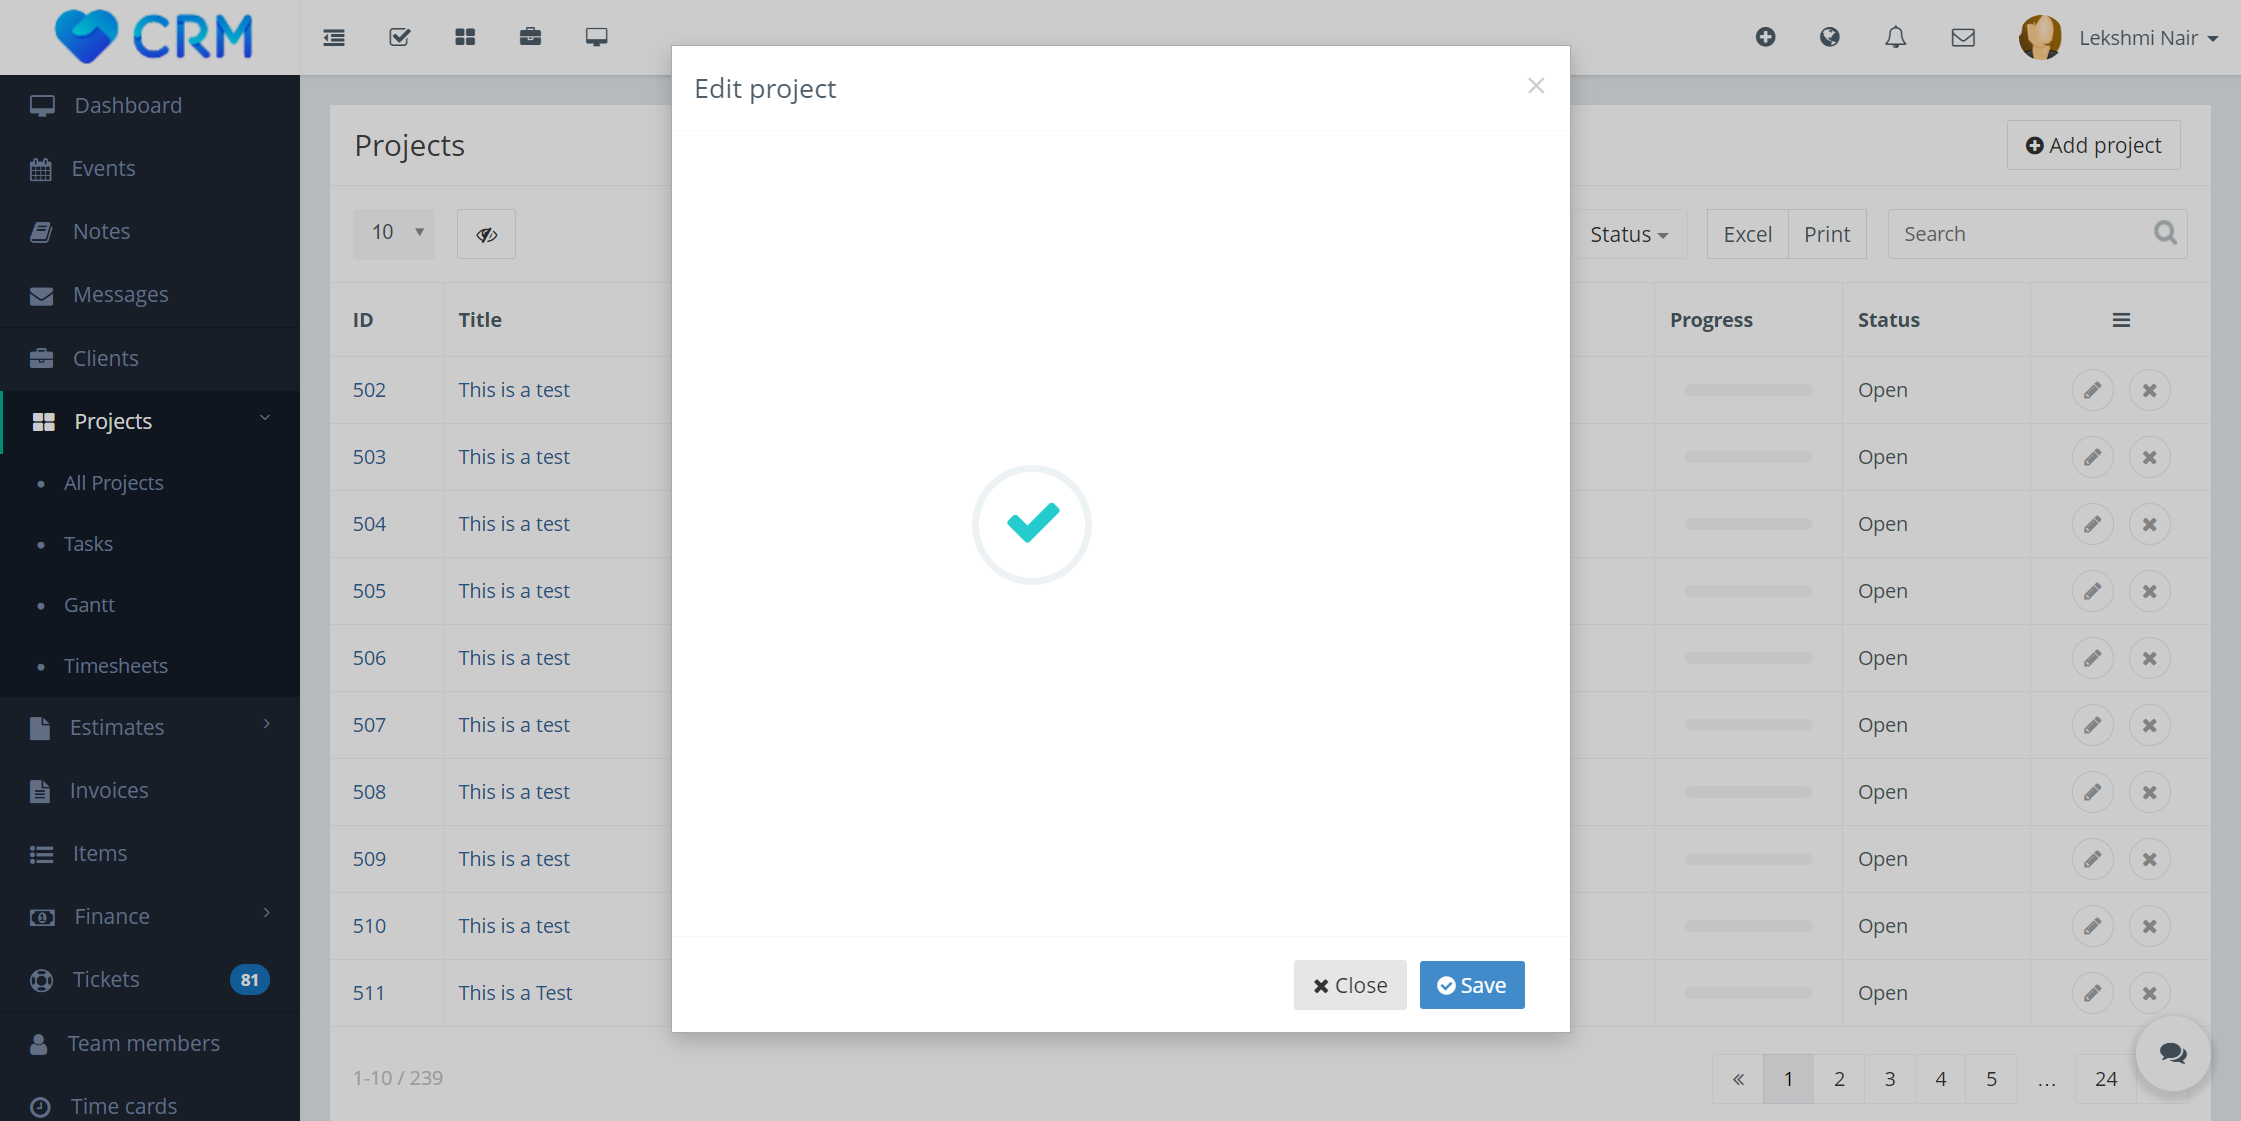 CRM
Lekshmi Nair
Dashboard
Events
Notes
Messages
Clients
Projects
All Projects
Tasks
Gantt
Timesheets
Estimates
Invoices
Items
Finance
Tickets 81
Team members
Time cards
Projects
Add project
10
Status
Excel
Print
Search
ID Title Progress Status
502 This is a test Open
503 This is a test Open
504 This is a test Open
505 This is a test Open
506 This is a test Open
507 This is a test Open
508 This is a test Open
509 This is a test Open
510 This is a test Open
511 This is a Test Open
1-10 / 239
« 1 2 3 4 5 ... 24
Edit project
×
Close
Save